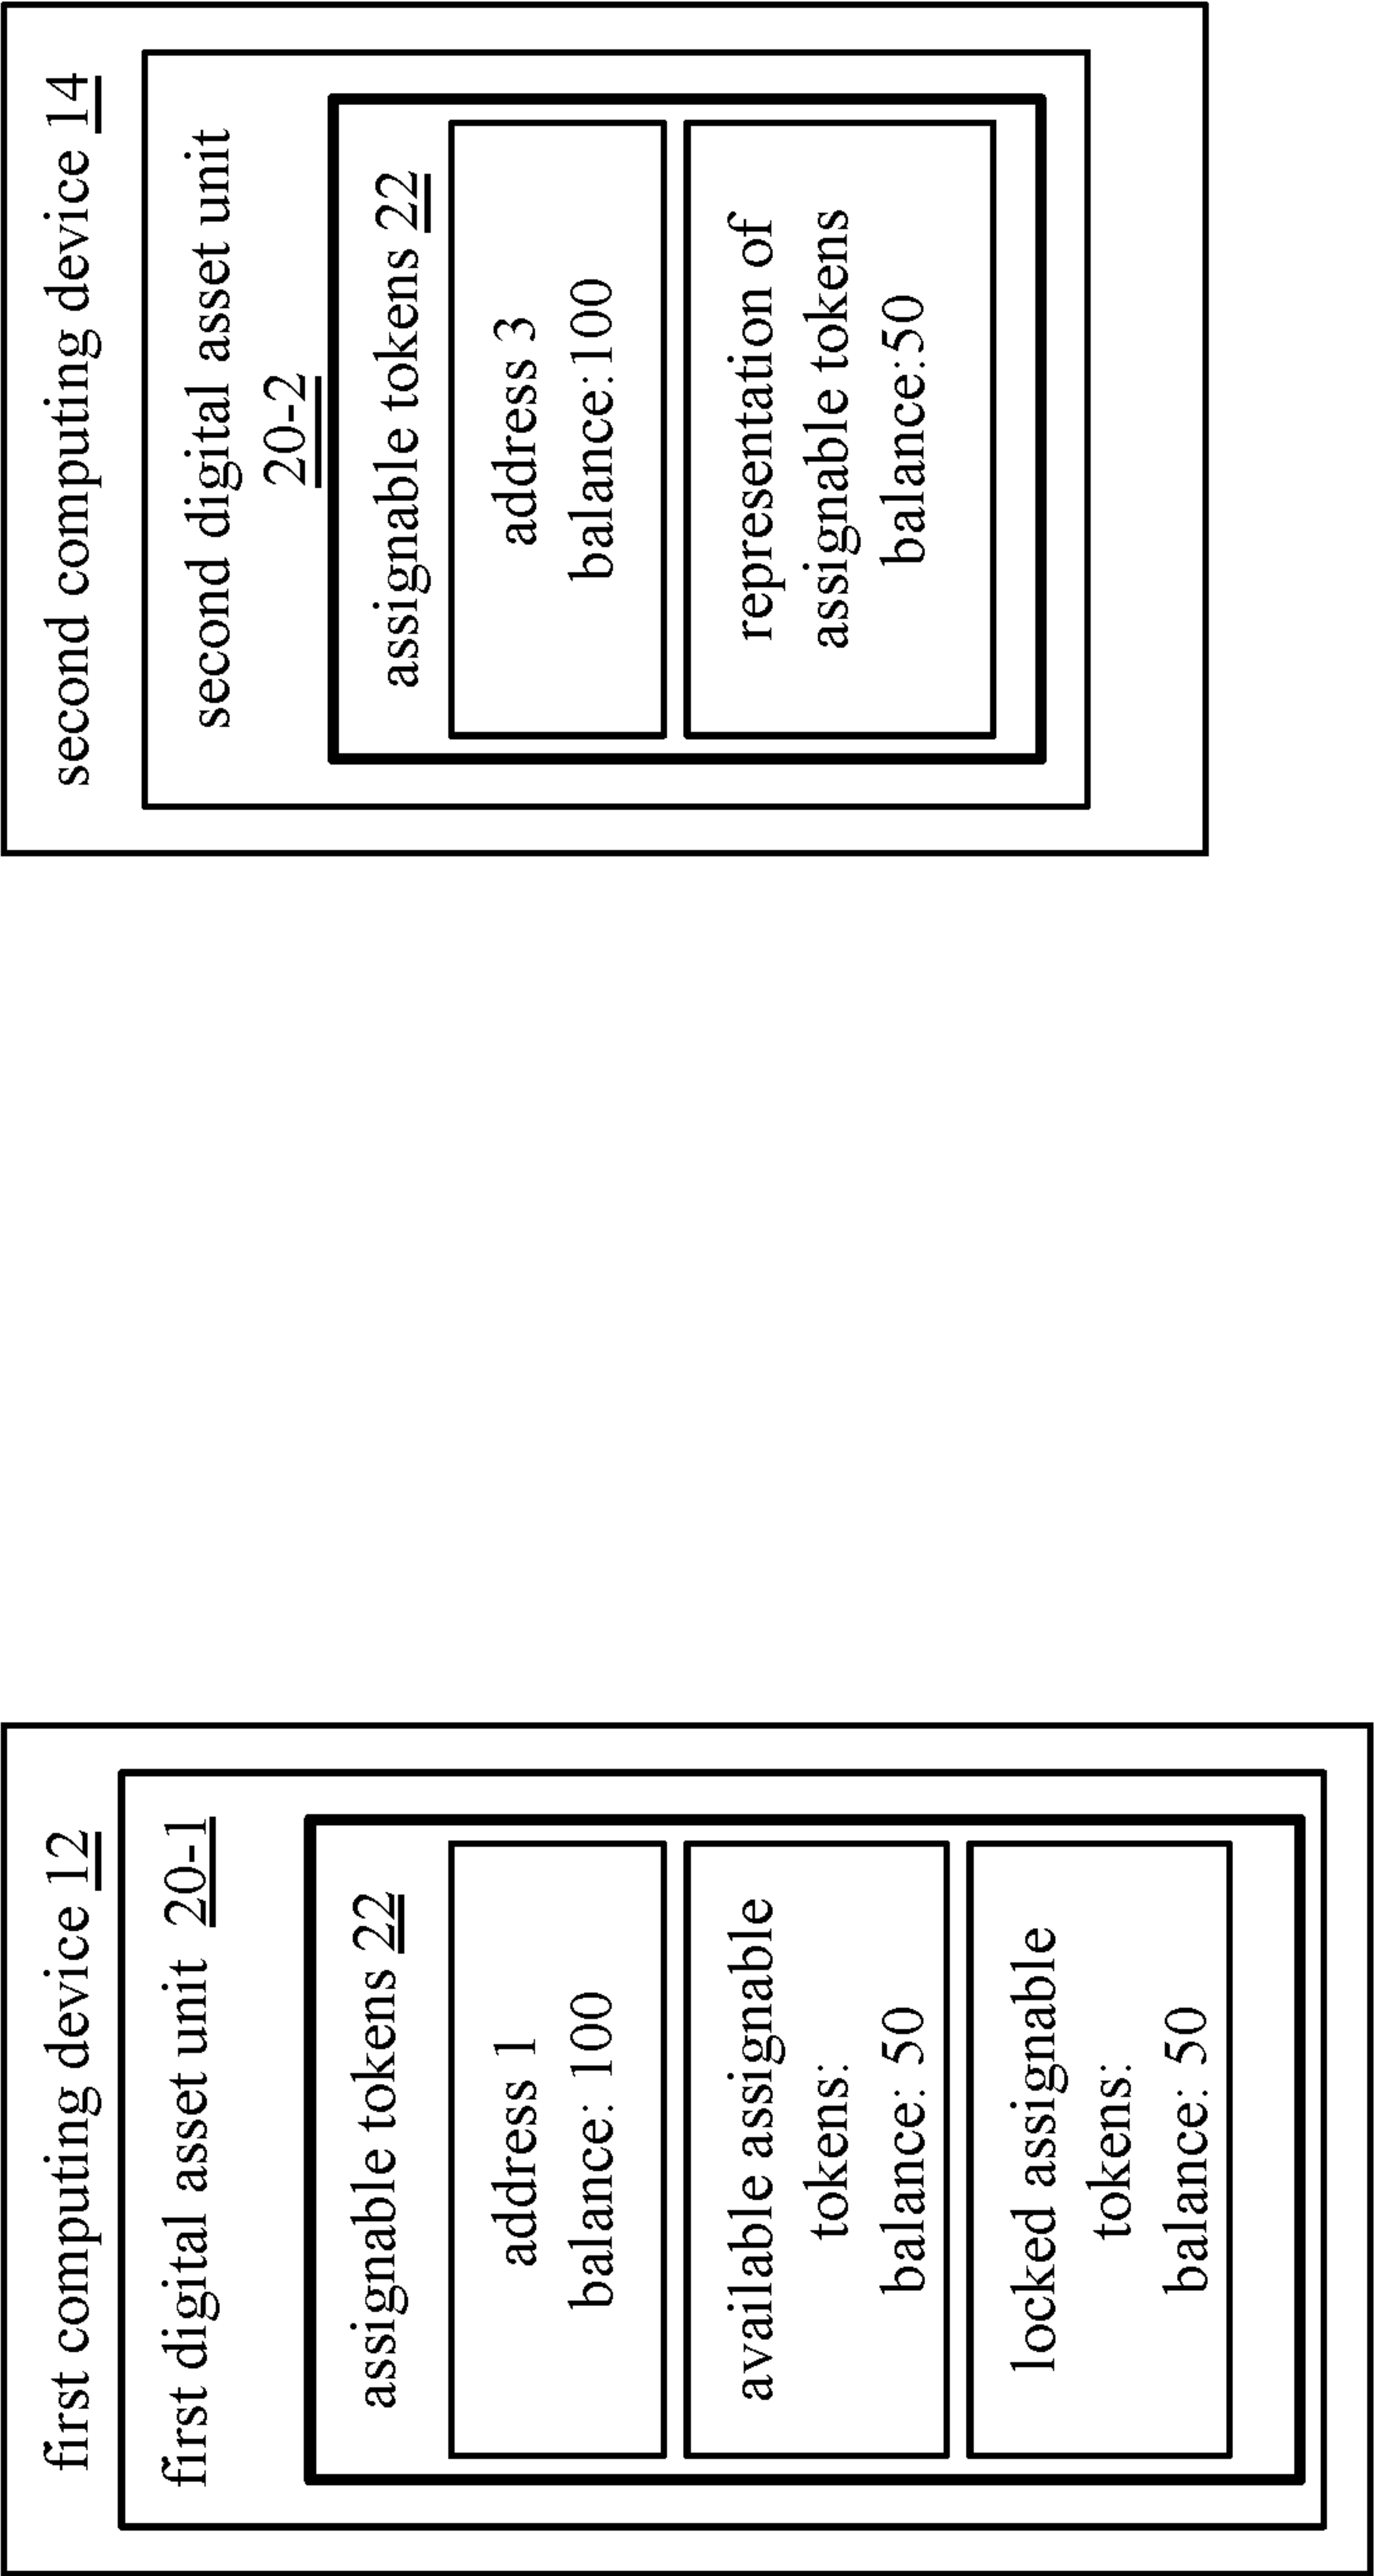 first computing device 12
first digital asset unit 20-1
assignable tokens 22
address 1
balance: 100
available assignable
tokens:
balance: 50
locked assignable
tokens:
balance: 50
second computing device 14
second digital asset unit
20-2
assignable tokens 22
address 3
balance:100
representation of
assignable tokens
balance:50